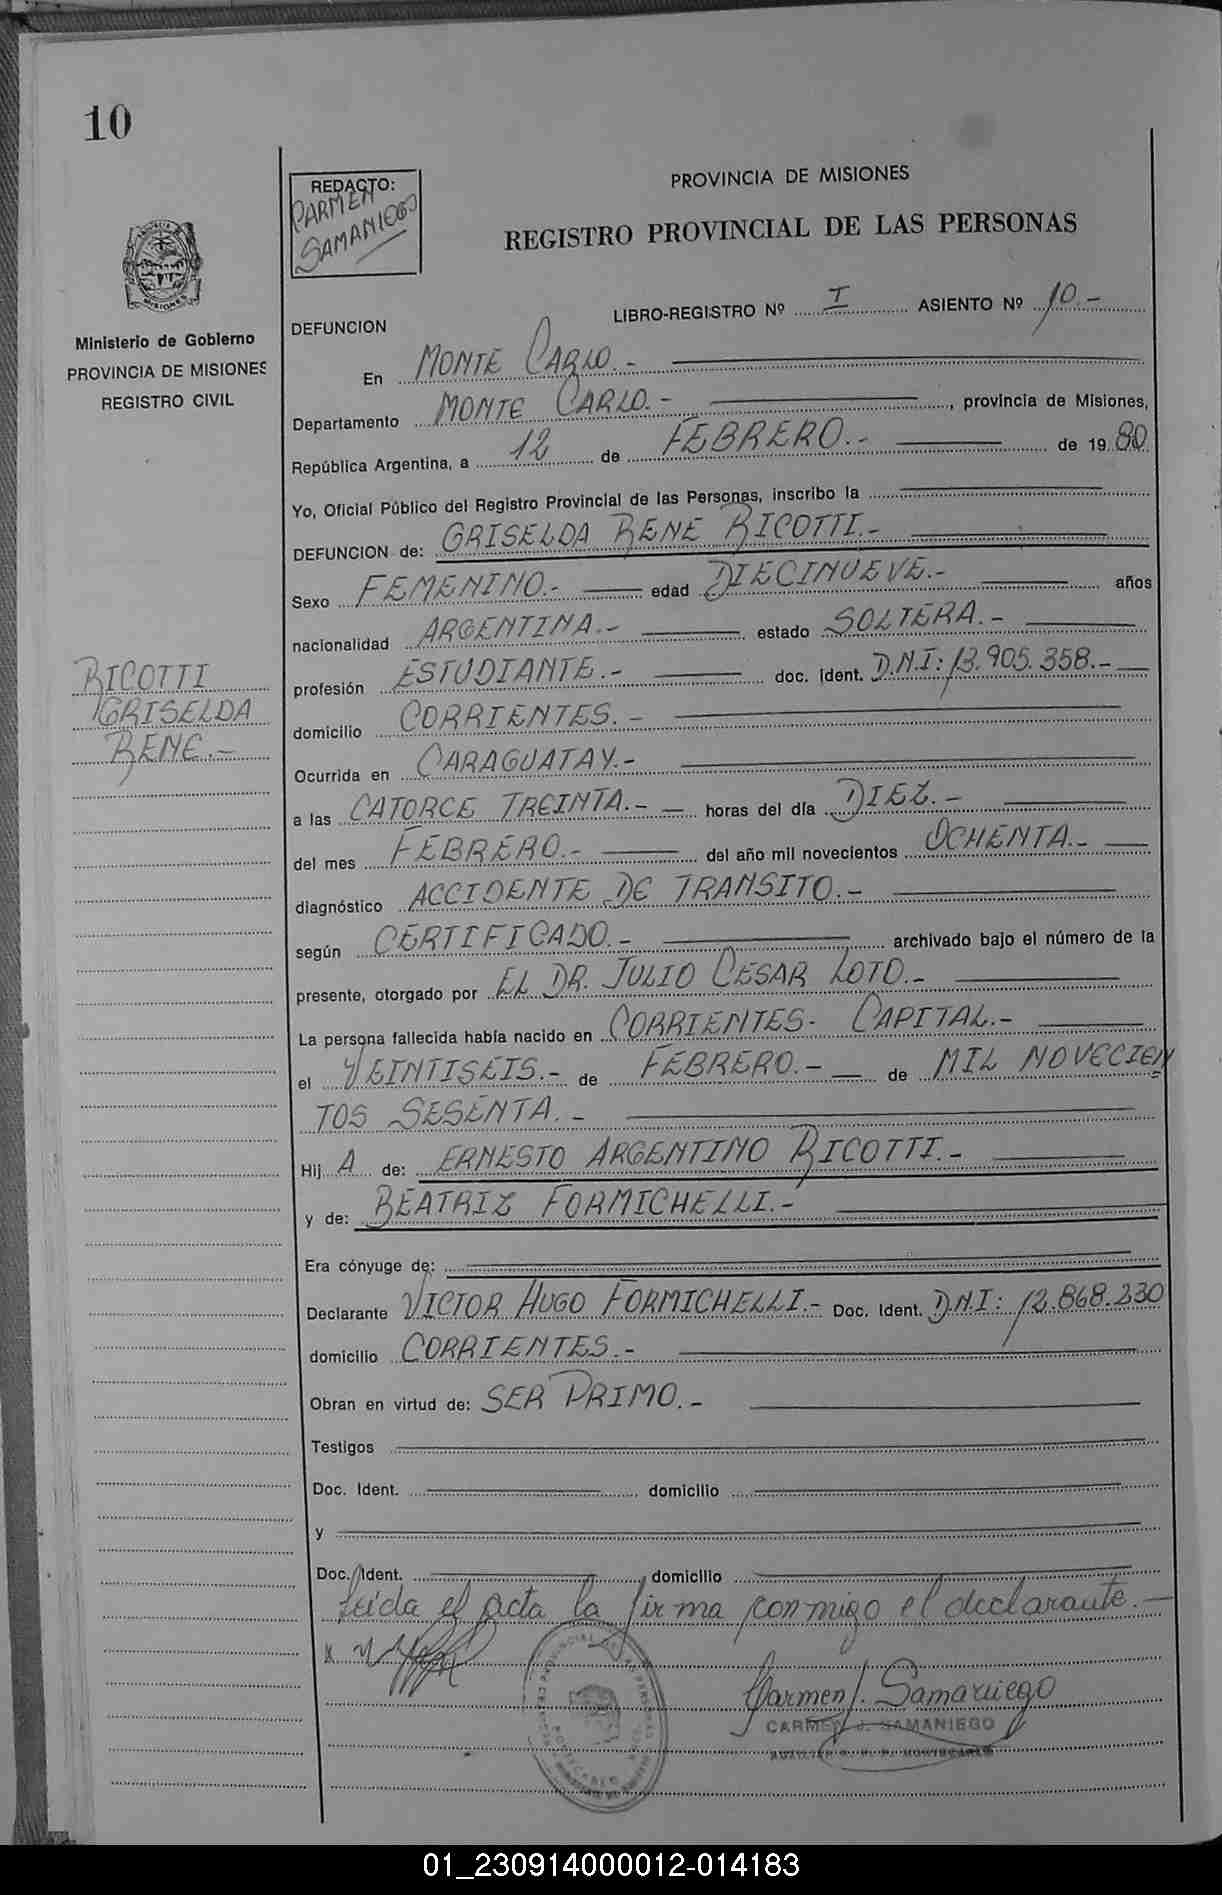 10
REDACTO:
CARMEN
SAMANIEGO
PROVINCIA DE MISIONES
REGISTRO PROVINCIAL DE LAS PERSONAS
Ministerio de Gobierno
PROVINCIA DE MISIONES
REGISTRO CIVIL
DEFUNCION
LIBRO-REGISTRO Nº I ASIENTO Nº 10.-
En MONTE CARLO.-
Departamento MONTE CARLO.- , provincia de Misiones,
República Argentina, a 12 de FEBRERO.- de 1980
Yo, Oficial Público del Registro Provincial de las Personas, inscribo la
DEFUNCION de: GRISELDA RENE RICOTTI.-
Sexo FEMENINO.- edad DIECINUEVE.- años
nacionalidad ARGENTINA.- estado SOLTERA.-
RICOTTI
GRISELDA
RENE.-
profesión ESTUDIANTE.- doc. ident. D.N.I: 13.905.358.-
domicilio CORRIENTES.-
Ocurrida en CARAGUATAY.-
a las CATORCE TREINTA.- horas del día DIEZ.-
del mes FEBRERO.- del año mil novecientos OCHENTA.-
diagnóstico ACCIDENTE DE TRANSITO.-
según CERTIFICADO.- archivado bajo el número de la
presente, otorgado por EL DR. JULIO CESAR LOTO.-
La persona fallecida había nacido en CORRIENTES- CAPITAL.-
el VEINTISEIS.- de FEBRERO.- de MIL NOVECIEN
TOS SESENTA.-
Hij A de: ERNESTO ARGENTINO RICOTTI.-
y de: BEATRIZ FORMICHELLI.-
Era cónyuge de:
Declarante VICTOR HUGO FORMICHELLI.- Doc. Ident. D.N.I: 12.868.230
domicilio CORRIENTES.-
Obran en virtud de: SER PRIMO.-
Testigos
Doc. Ident. domicilio
y
Doc. Ident. domicilio
Leida el acta la firma conmigo el declarante.-
Carmen J. Samaniego
CARMEN J. SAMANIEGO
01_230914000012-014183